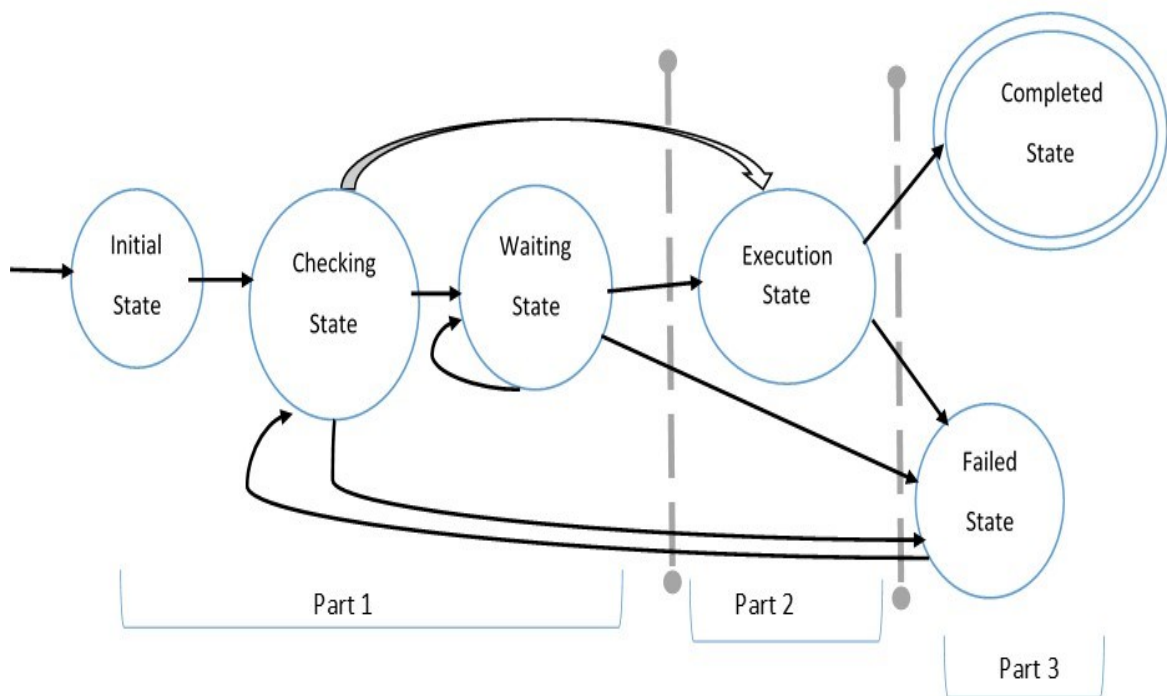 Initial
State
Checking
State
Waiting
State
Execution
State
Completed
State
Failed
State
Part 1
Part 2
Part 3